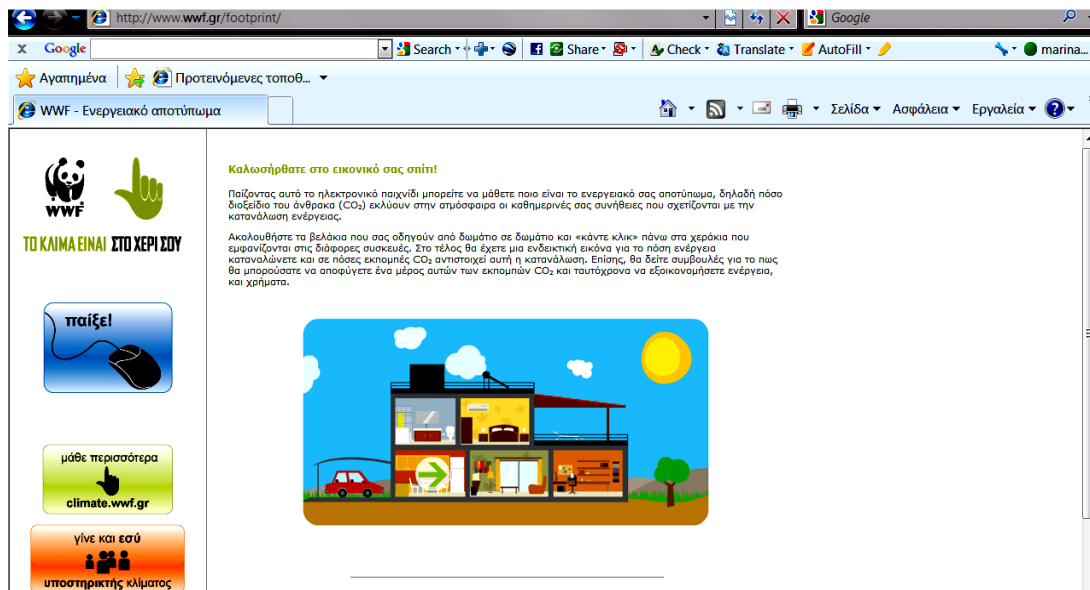 http://www.wwf.gr/footprint/
Google
x Google Search Share Check Translate AutoFill marina...
Αγαπημένα Προτεινόμενες τοποθ...
WWF - Ενεργειακό αποτύπωμα
Σελίδα Ασφάλεια Εργαλεία
WWF
ΤΟ ΚΛΙΜΑ ΕΙΝΑΙ ΣΤΟ ΧΕΡΙ ΣΟΥ
παίξε!
μάθε περισσότερα
climate.wwf.gr
γίνε και εσύ
υποστηρικτής κλίματος
Καλωσήρθατε στο εικονικό σας σπίτι!
Παίζοντας αυτό το ηλεκτρονικό παιχνίδι μπορείτε να μάθετε ποιο είναι το ενεργειακό σας αποτύπωμα, δηλαδή πόσο
διοξείδιο του άνθρακα (CO₂) εκλύουν στην ατμόσφαιρα οι καθημερινές σας συνήθειες που σχετίζονται με την
κατανάλωση ενέργειας.
Ακολουθήστε τα βελάκια που σας οδηγούν από δωμάτιο σε δωμάτιο και «κάντε κλικ» πάνω στα χεράκια που
εμφανίζονται στις διάφορες συσκευές. Στο τέλος θα έχετε μια ενδεικτική εικόνα για το πόση ενέργεια
καταναλώνετε και σε πόσες εκπομπές CO₂ αντιστοιχεί αυτή η κατανάλωση. Επίσης, θα δείτε συμβουλές για το πως
θα μπορούσατε να αποφύγετε ένα μέρος αυτών των εκπομπών CO₂ και ταυτόχρονα να εξοικονομήσετε ενέργεια,
και χρήματα.